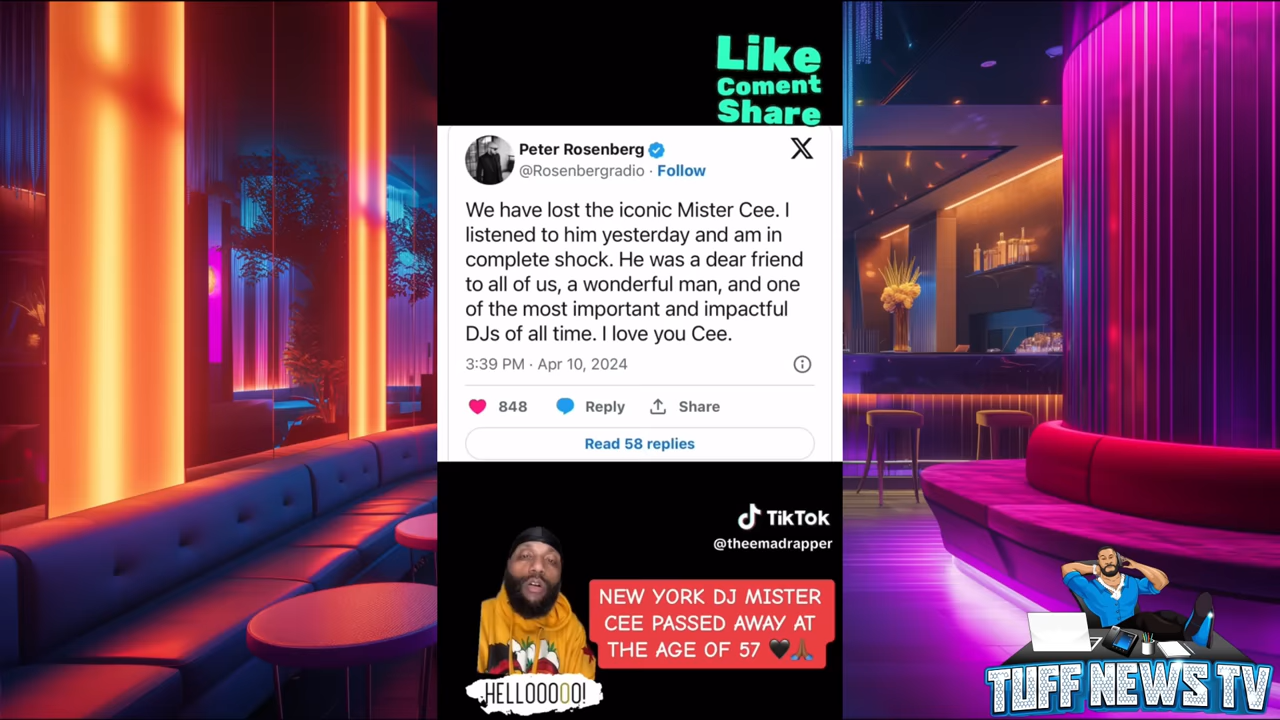 Like
Coment
Share
Peter Rosenberg
@Rosenbergradio · Follow
We have lost the iconic Mister Cee. I
listened to him yesterday and am in
complete shock. He was a dear friend
to all of us, a wonderful man, and one
of the most important and impactful
DJs of all time. I love you Cee.
3:39 PM · Apr 10, 2024
848 Reply Share
Read 58 replies
TikTok
@theemadrapper
NEW YORK DJ MISTER
CEE PASSED AWAY AT
THE AGE OF 57 🖤🙏🏾
HELLOOOOO!
TUFF NEWS TV